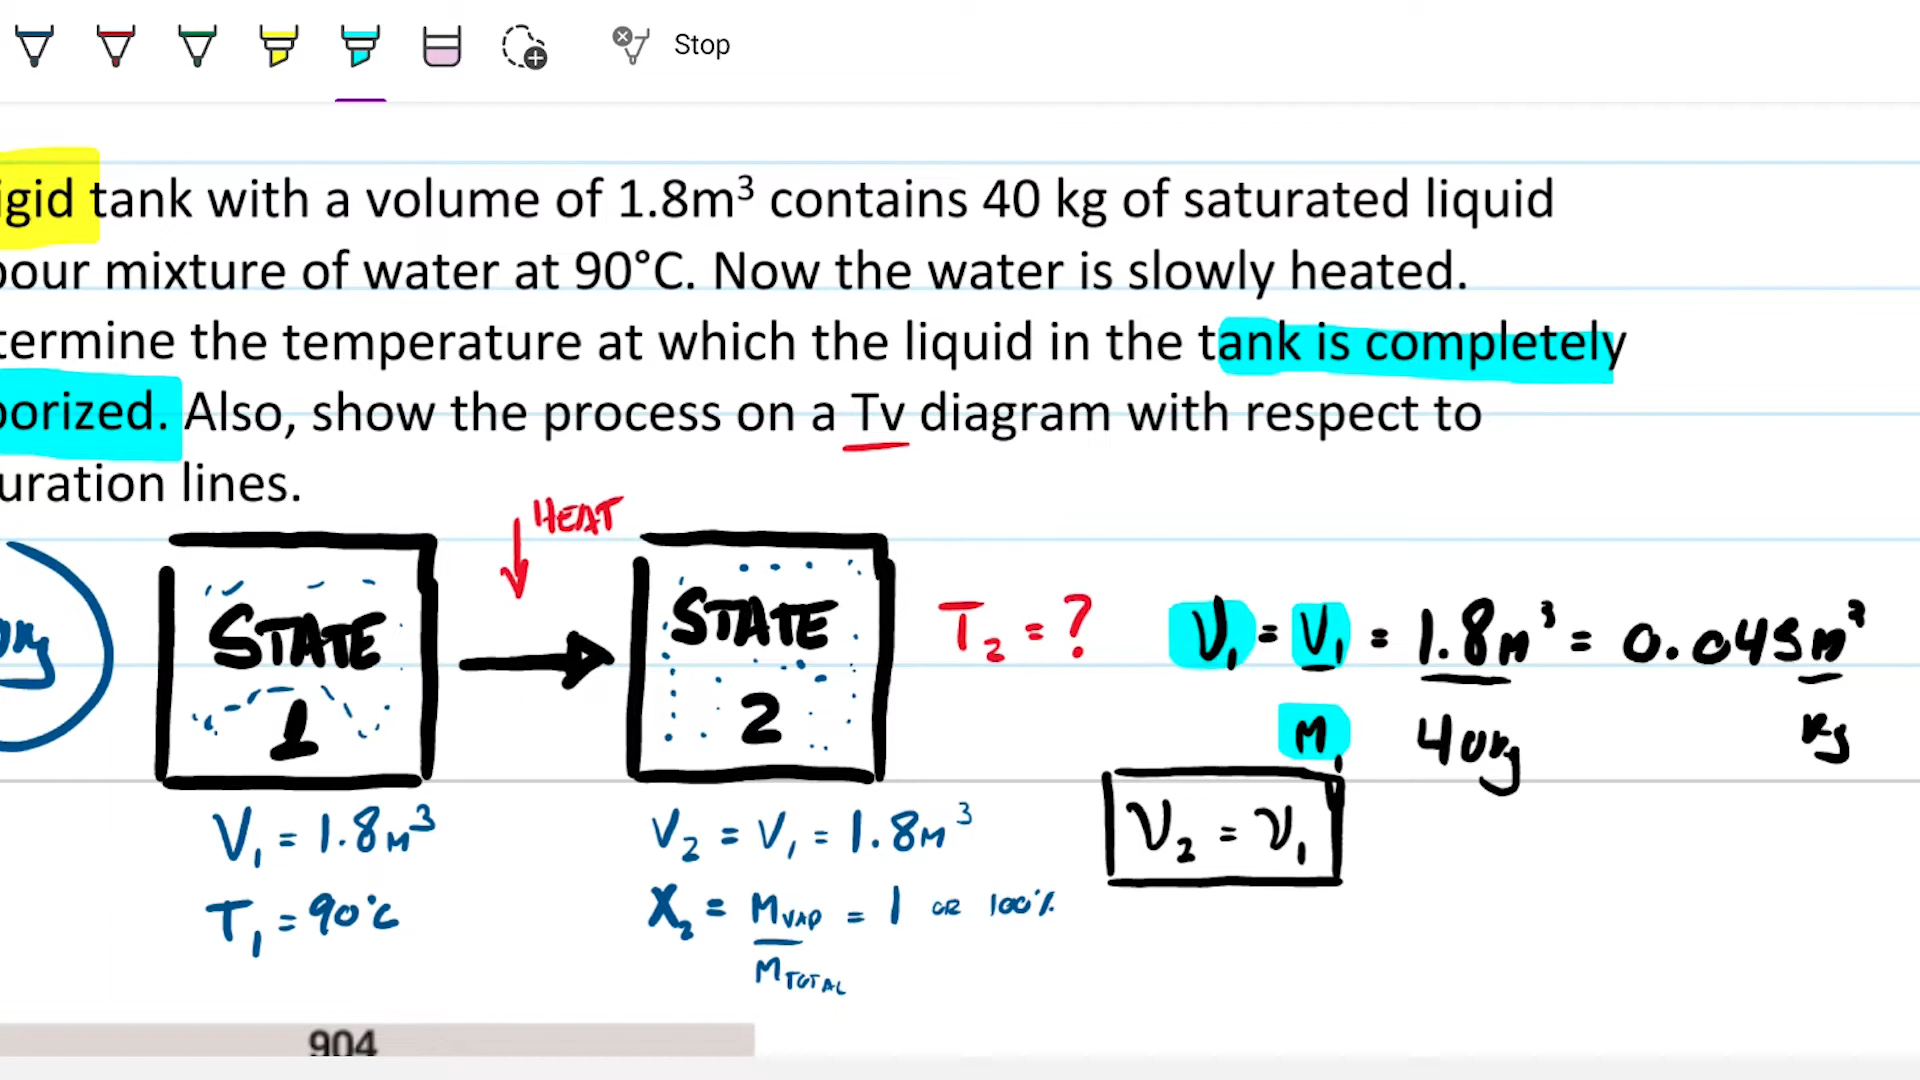 Stop
igid tank with a volume of 1.8m³ contains 40 kg of saturated liquid
pour mixture of water at 90°C. Now the water is slowly heated.
termine the temperature at which the liquid in the tank is completely
porized. Also, show the process on a Tv diagram with respect to
uration lines.
HEAT
STATE 1
STATE 2
T₂ = ?
V₁ = V₁/M₁ = 1.8m³/40kg = 0.045 m³/kg
V₂ = V₁
V₁ = 1.8m³
T₁ = 90°C
V₂ = V₁ = 1.8m³
X₂ = MVAP/MTOTAL = 1 OR 100%
904